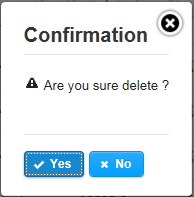 Confirmation
Are you sure delete ?
Yes
No